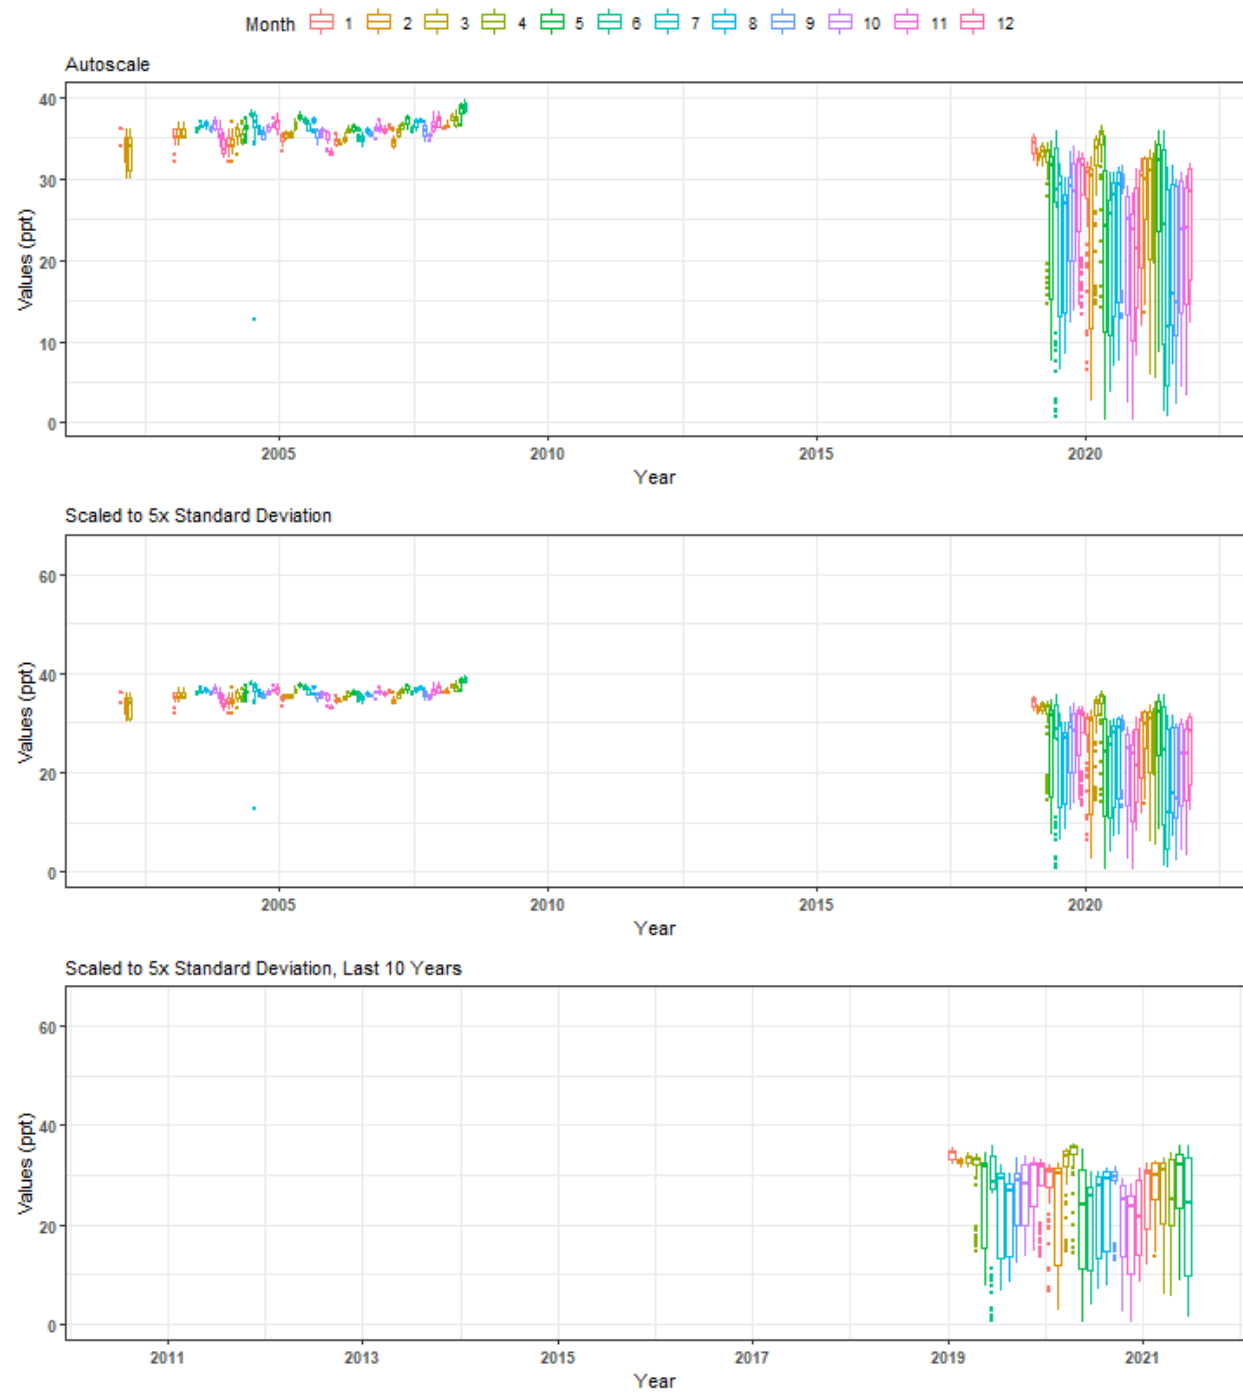 Month 1 2 3 4 5 6 7 8 9 10 11 12
Autoscale
40
30
20
10
0
Values (ppt)
2005 2010 2015 2020
Year
Scaled to 5x Standard Deviation
60
40
20
0
Values (ppt)
2005 2010 2015 2020
Year
Scaled to 5x Standard Deviation, Last 10 Years
60
40
20
0
Values (ppt)
2011 2013 2015 2017 2019 2021
Year